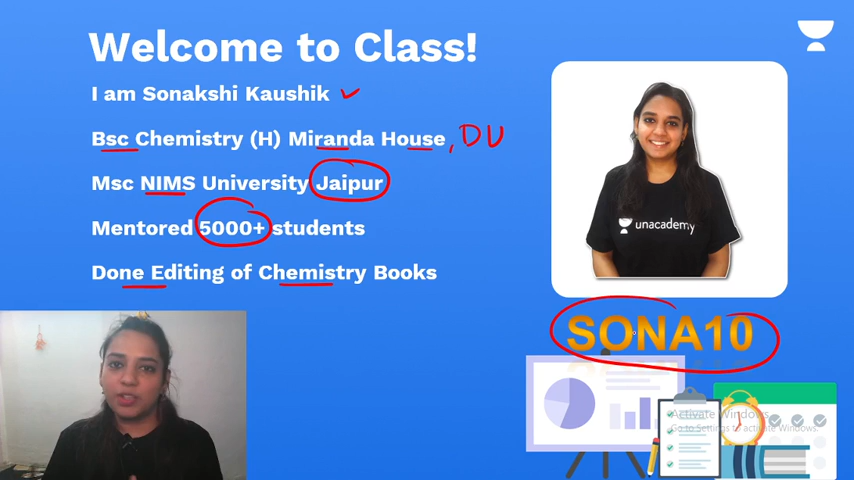 Welcome to Class!
I am Sonakshi Kaushik
Bsc Chemistry (H) Miranda House, DU
Msc NIMS University Jaipur
Mentored 5000+ students
Done Editing of Chemistry Books
unacademy
SONA10
Activate Windows
Go to Settings to activate Windows.